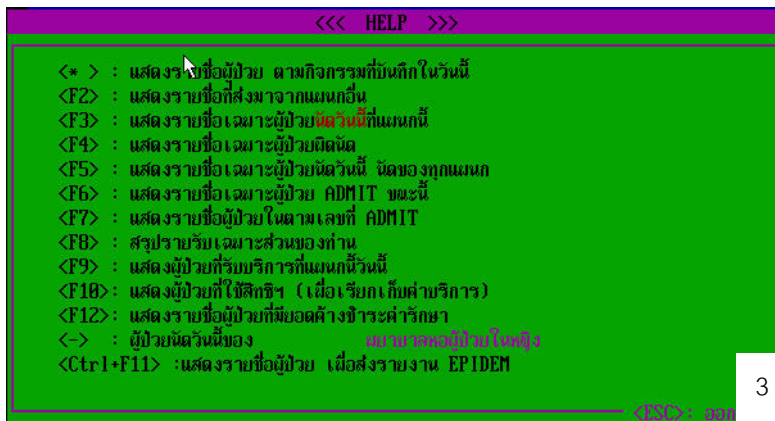 <<< HELP >>>
<* > : แสดงรายชื่อผู้ป่วย ตามกิจกรรมที่บันทึกในวันนี้
<F2> : แสดงรายชื่อที่ส่งมาจากแผนกอื่น
<F3> : แสดงรายชื่อเฉพาะผู้ป่วยนัดวันนี้ที่แผนกนี้
<F4> : แสดงรายชื่อเฉพาะผู้ป่วยผิดนัด
<F5> : แสดงรายชื่อเฉพาะผู้ป่วยนัดวันนี้ นัดของทุกแผนก
<F6> : แสดงรายชื่อเฉพาะผู้ป่วย ADMIT ขณะนี้
<F7> : แสดงรายชื่อผู้ป่วยในตามเลขที่ ADMIT
<F8> : สรุปรายรับเฉพาะส่วนของท่าน
<F9> : แสดงผู้ป่วยที่รับบริการที่แผนกนี้วันนี้
<F10>: แสดงผู้ป่วยที่ใช้สิทธิฯ (เพื่อเรียกเก็บค่าบริการ)
<F12>: แสดงรายชื่อผู้ป่วยที่มียอดค้างชำระค่ารักษา
<-> : ผู้ป่วยนัดวันนี้ของ พยาบาลหอผู้ป่วยในหญิง
<Ctrl+F11> :แสดงรายชื่อผู้ป่วย เพื่อส่งรายงาน EPIDEM
3
<ESC>: ออก